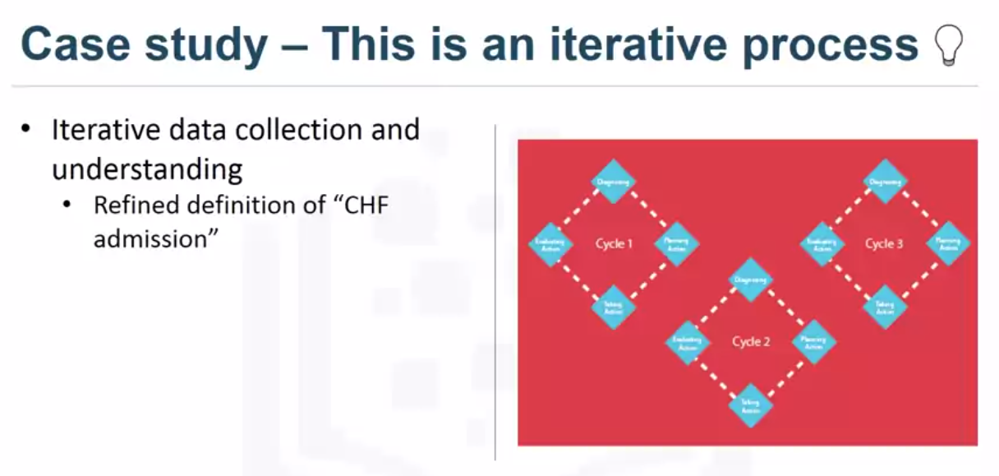 Case study – This is an iterative process
• Iterative data collection and
understanding
• Refined definition of “CHF
admission”
Diagnosing
Evaluating
Action
Cycle 1
Planning
Action
Taking
Action
Diagnosing
Evaluating
Action
Cycle 2
Planning
Action
Taking
Action
Diagnosing
Evaluating
Action
Cycle 3
Planning
Action
Taking
Action